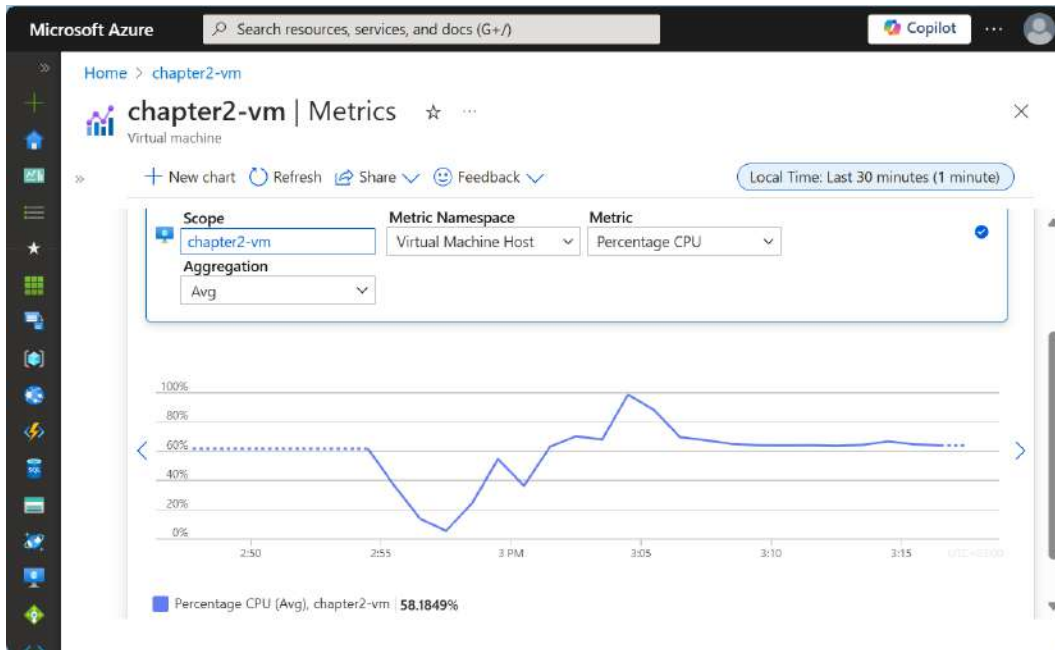 Microsoft Azure
Search resources, services, and docs (G+/)
Copilot
Home > chapter2-vm
chapter2-vm | Metrics
Virtual machine
New chart
Refresh
Share
Feedback
Local Time: Last 30 minutes (1 minute)
Scope
Metric Namespace
Metric
chapter2-vm
Virtual Machine Host
Percentage CPU
Aggregation
Avg
100%
80%
60%
40%
20%
0%
2:50
2:55
3 PM
3:05
3:10
3:15
SQL
Percentage CPU (Avg), chapter2-vm
58.1849%